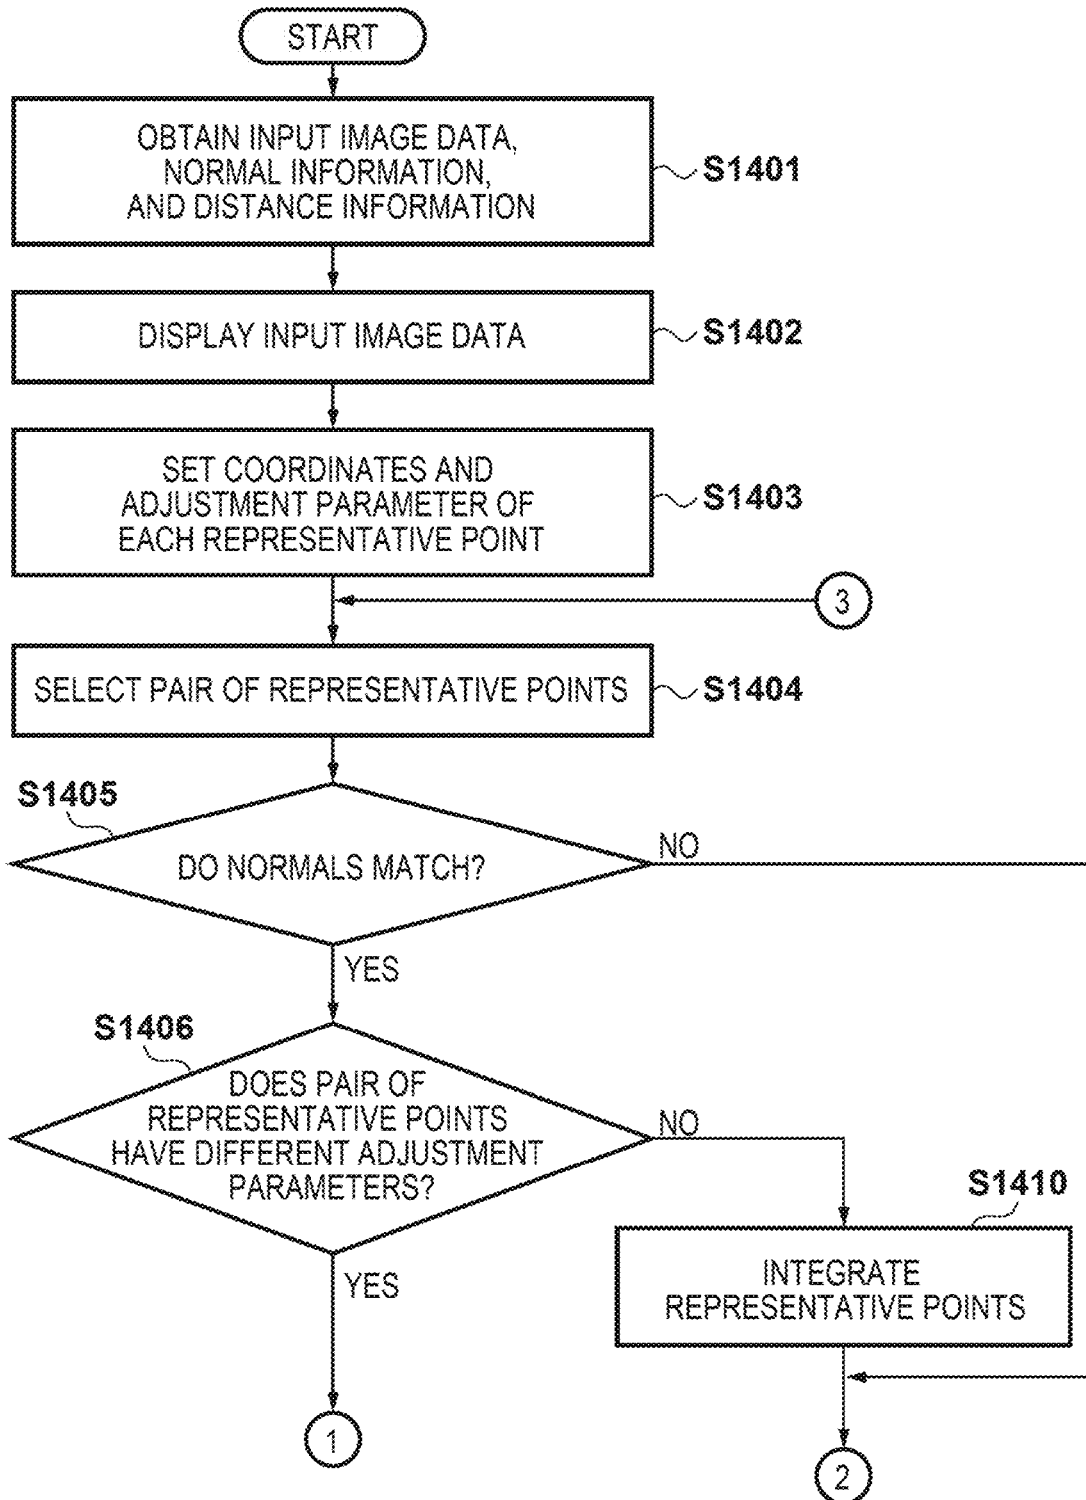 START
OBTAIN INPUT IMAGE DATA,
NORMAL INFORMATION,
AND DISTANCE INFORMATION
S1401
DISPLAY INPUT IMAGE DATA
S1402
SET COORDINATES AND
ADJUSTMENT PARAMETER OF
EACH REPRESENTATIVE POINT
S1403
3
SELECT PAIR OF REPRESENTATIVE POINTS
S1404
S1405
DO NORMALS MATCH?
NO
YES
S1406
DOES PAIR OF
REPRESENTATIVE POINTS
HAVE DIFFERENT ADJUSTMENT
PARAMETERS?
NO
YES
S1410
INTEGRATE
REPRESENTATIVE POINTS
1
2